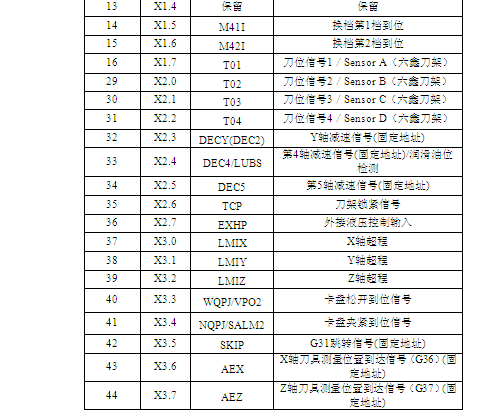 13 X1.4 保留 保留
14 X1.5 M41I 换档第1档到位
15 X1.6 M42I 换档第2档到位
16 X1.7 T01 刀位信号1／Sensor A（六鑫刀架）
29 X2.0 T02 刀位信号2／Sensor B（六鑫刀架）
30 X2.1 T03 刀位信号3／Sensor C（六鑫刀架）
31 X2.2 T04 刀位信号4／Sensor D（六鑫刀架）
32 X2.3 DECY(DEC2) Y轴减速信号(固定地址)
33 X2.4 DEC4/LUBS 第4轴减速信号(固定地址)/润滑油位
检测
34 X2.5 DEC5 第5轴减速信号(固定地址)
35 X2.6 TCP 刀架锁紧信号
36 X2.7 EXHP 外接液压控制输入
37 X3.0 LMIX X轴超程
38 X3.1 LMIY Y轴超程
39 X3.2 LMIZ Z轴超程
40 X3.3 WQPJ/VPO2 卡盘松开到位信号
41 X3.4 NQPJ/SALM2 卡盘夹紧到位信号
42 X3.5 SKIP G31跳转信号(固定地址)
43 X3.6 AEX X轴刀具测量位置到达信号（G36）(固
定地址)
44 X3.7 AEZ Z轴刀具测量位置到达信号（G37）(固
定地址)